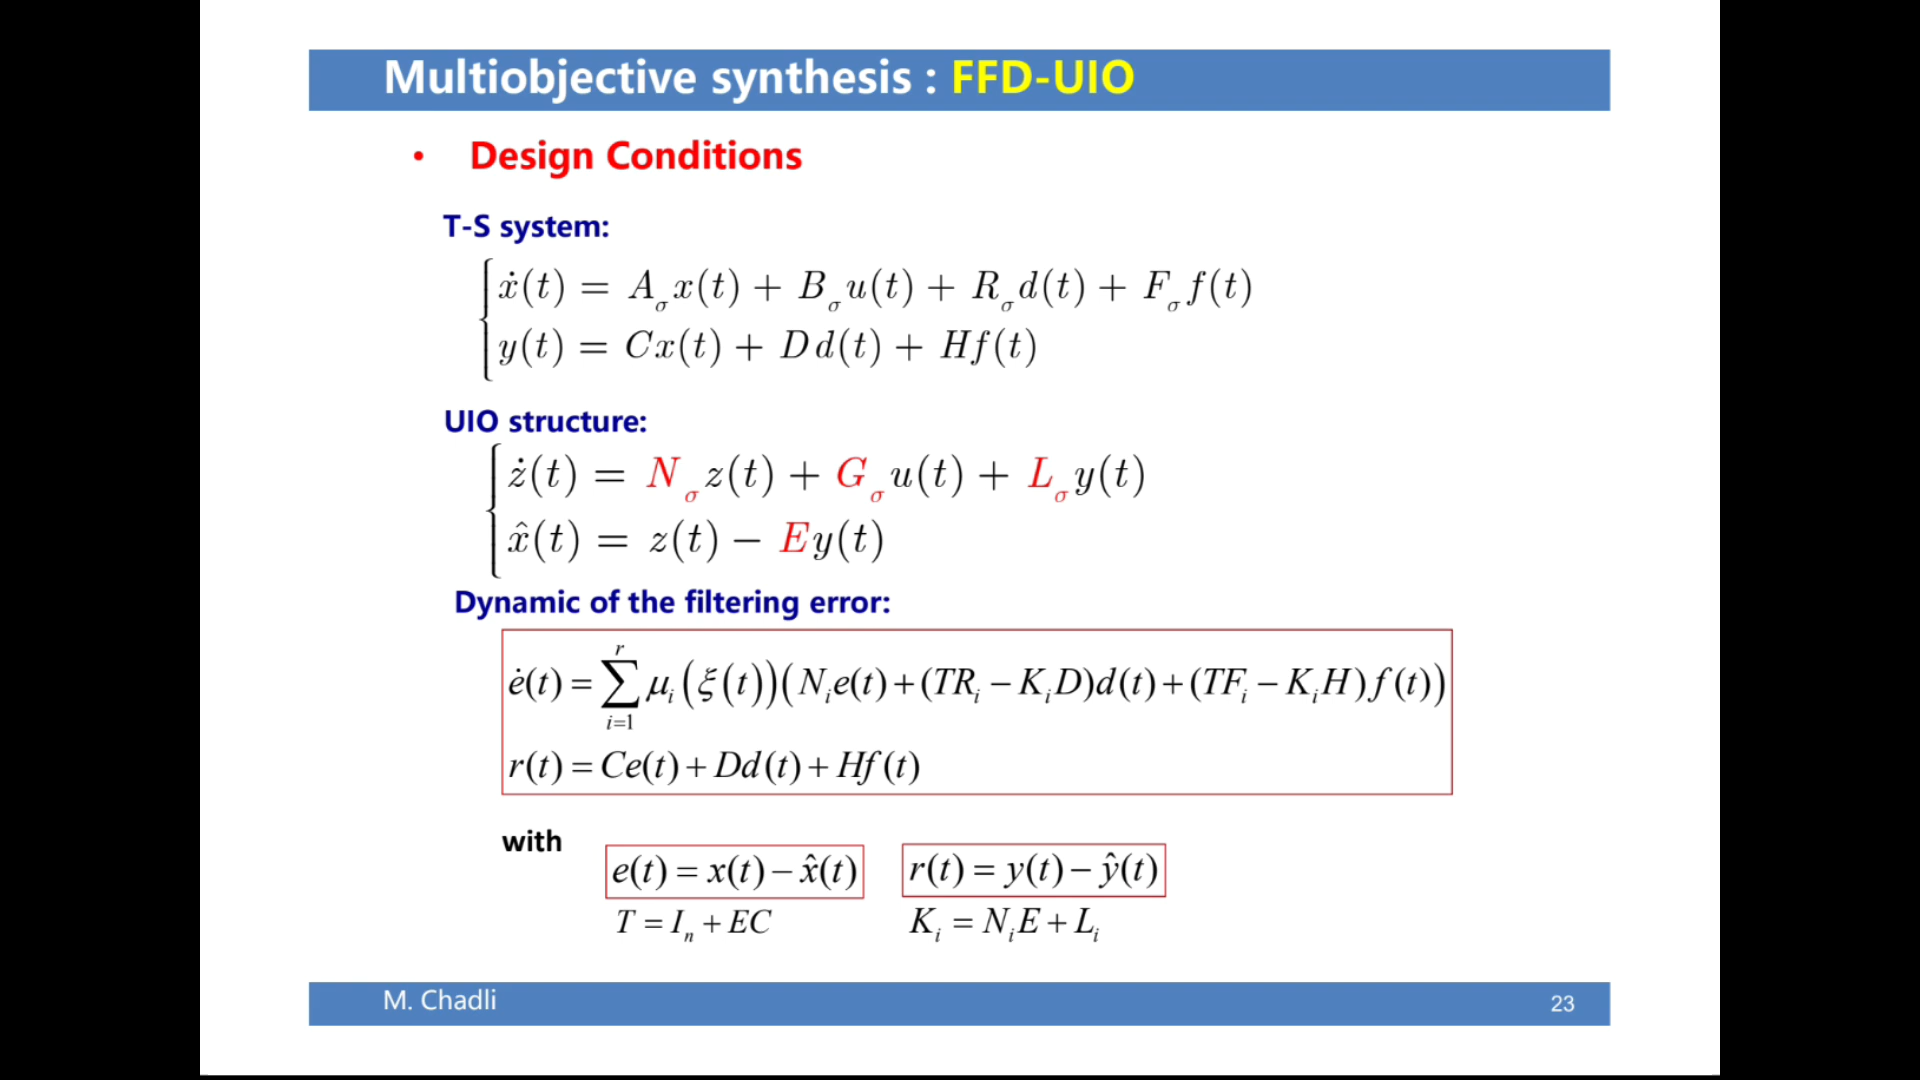 Multiobjective synthesis : FFD-UIO
• Design Conditions
T-S system:
ẋ(t) = A_σ x(t) + B_σ u(t) + R_σ d(t) + F_σ f(t)
y(t) = Cx(t) + Dd(t) + Hf(t)
UIO structure:
ż(t) = N_σ z(t) + G_σ u(t) + L_σ y(t)
x̂(t) = z(t) − Ey(t)
Dynamic of the filtering error:
ė(t) = ∑_{i=1}^{r} μ_i(ξ(t))(N_i e(t) + (TR_i − K_i D)d(t) + (TF_i − K_i H)f(t))
r(t) = Ce(t) + Dd(t) + Hf(t)
with
e(t) = x(t) − x̂(t) r(t) = y(t) − ŷ(t)
T = I_n + EC K_i = N_i E + L_i
M. Chadli 23